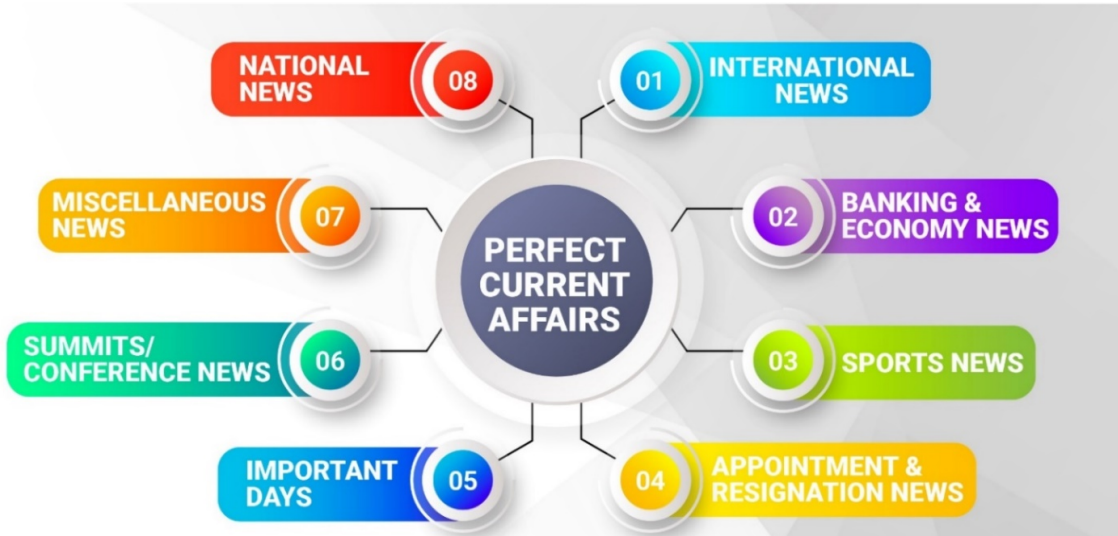 PERFECT
CURRENT
AFFAIRS
01
INTERNATIONAL
NEWS
02
BANKING &
ECONOMY NEWS
03
SPORTS NEWS
04
APPOINTMENT &
RESIGNATION NEWS
05
IMPORTANT
DAYS
06
SUMMITS/
CONFERENCE NEWS
07
MISCELLANEOUS
NEWS
08
NATIONAL
NEWS